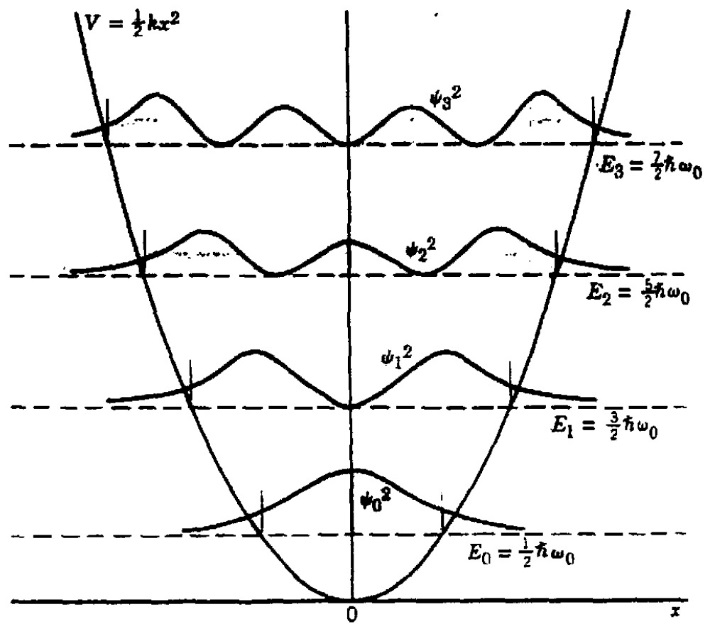 V = ½kx²
ψ₃²
E₃ = 7/2 ħω₀
ψ₂²
E₂ = 5/2 ħω₀
ψ₁²
E₁ = 3/2 ħω₀
ψ₀²
E₀ = 1/2 ħω₀
0 x